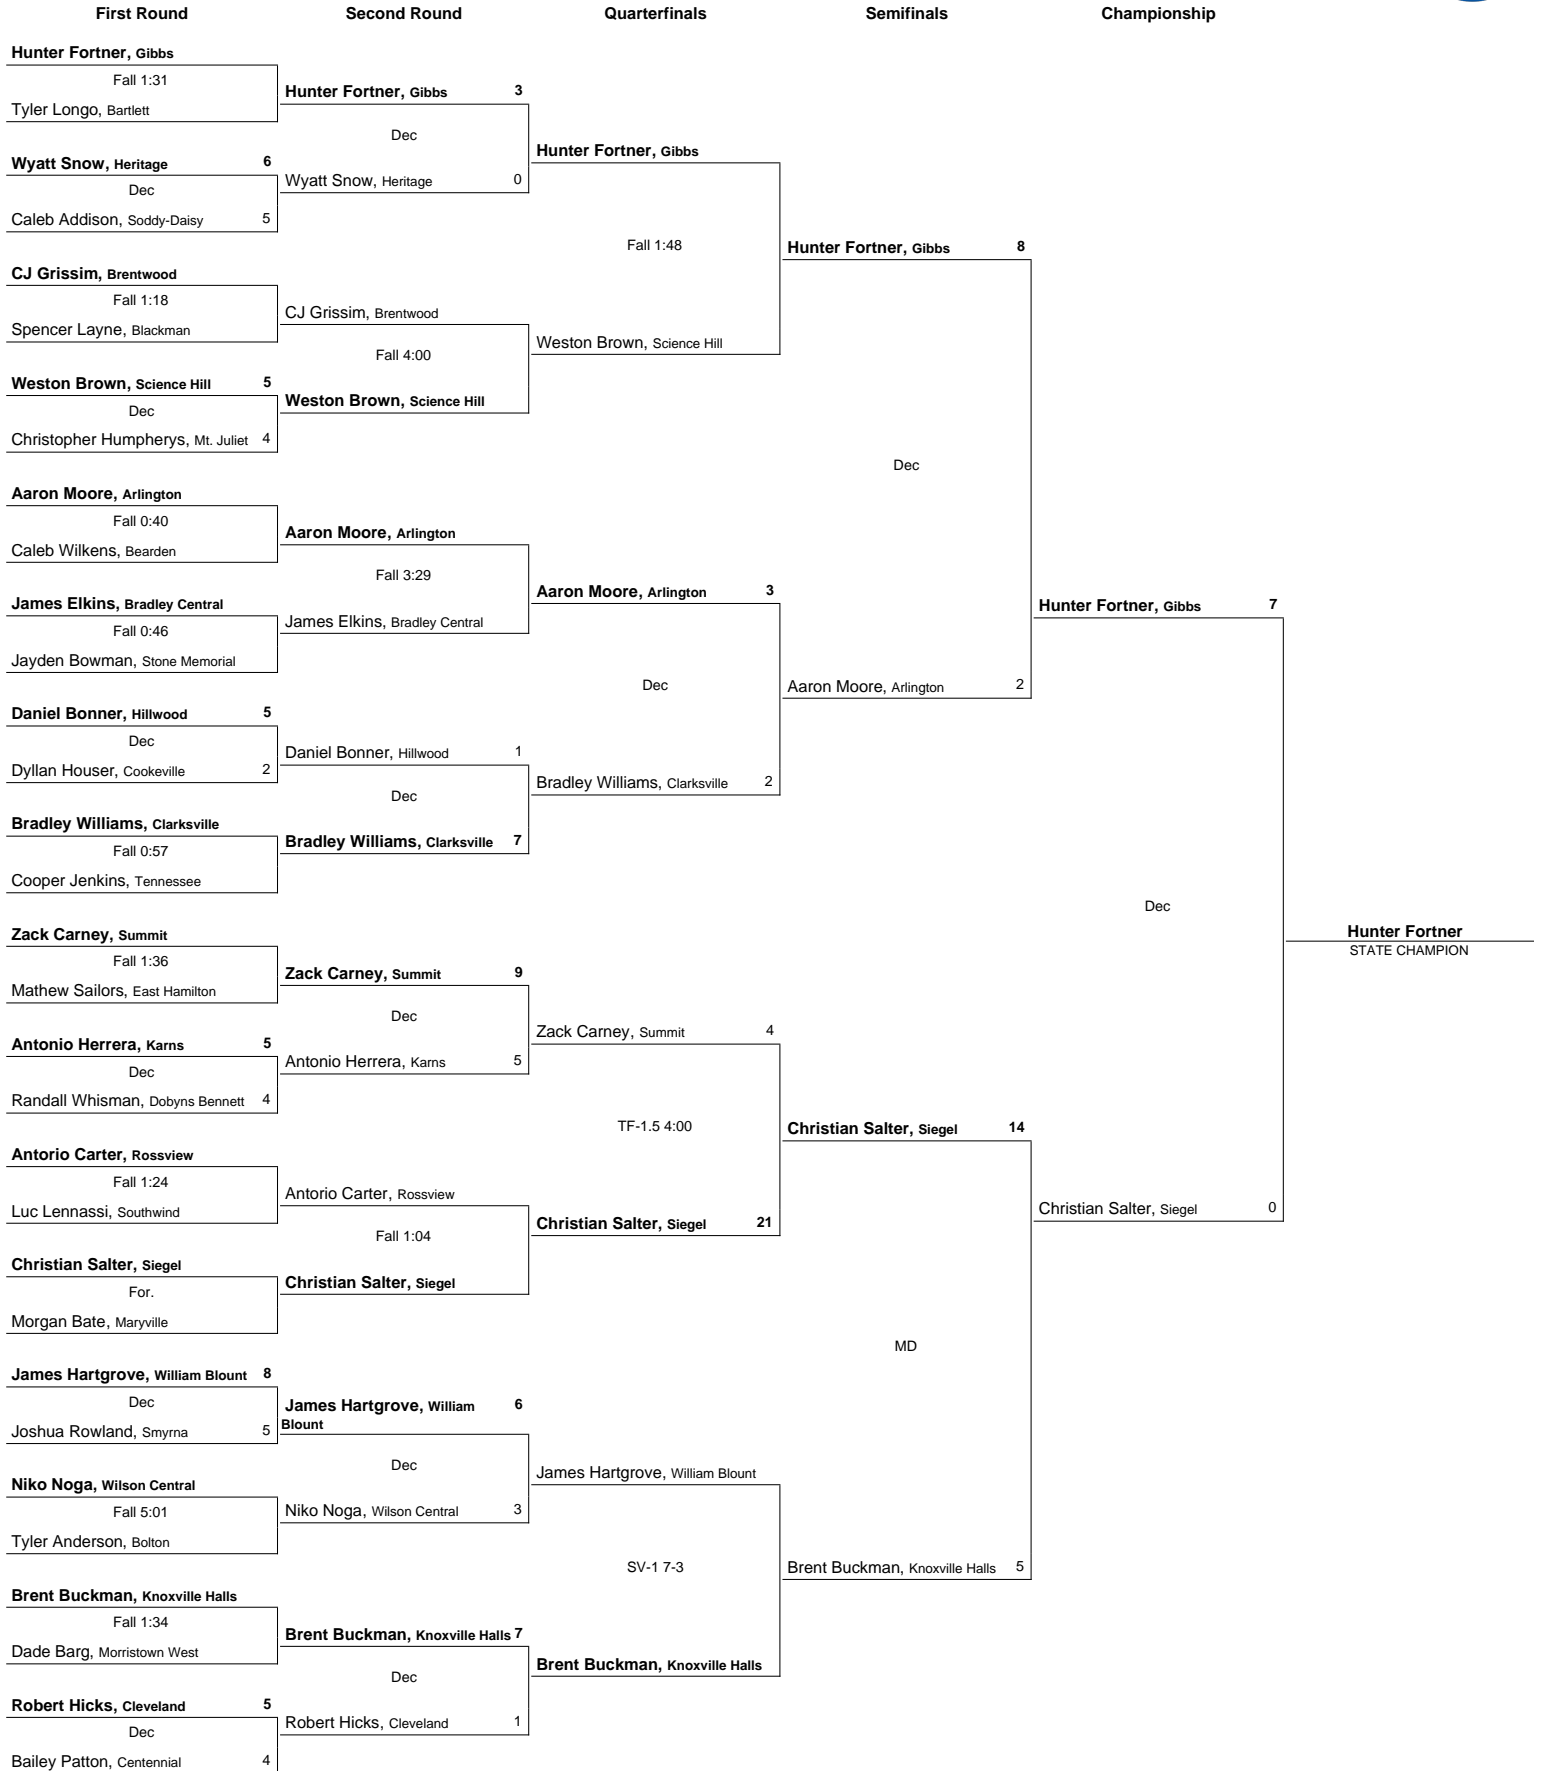 First Round
Second Round
Quarterfinals
Semifinals
Championship
Hunter Fortner, Gibbs
Fall 1:31
Tyler Longo, Bartlett
Wyatt Snow, Heritage 6
Dec
Caleb Addison, Soddy-Daisy 5
CJ Grissim, Brentwood
Fall 1:18
Spencer Layne, Blackman
Weston Brown, Science Hill 5
Dec
Christopher Humpherys, Mt. Juliet 4
Aaron Moore, Arlington
Fall 0:40
Caleb Wilkens, Bearden
James Elkins, Bradley Central
Fall 0:46
Jayden Bowman, Stone Memorial
Daniel Bonner, Hillwood 5
Dec
Dyllan Houser, Cookeville 2
Bradley Williams, Clarksville
Fall 0:57
Cooper Jenkins, Tennessee
Zack Carney, Summit
Fall 1:36
Mathew Sailors, East Hamilton
Antonio Herrera, Karns 5
Dec
Randall Whisman, Dobyns Bennett 4
Antorio Carter, Rossview
Fall 1:24
Luc Lennassi, Southwind
Christian Salter, Siegel
For.
Morgan Bate, Maryville
James Hartgrove, William Blount 8
Dec
Joshua Rowland, Smyrna 5
Niko Noga, Wilson Central
Fall 5:01
Tyler Anderson, Bolton
Brent Buckman, Knoxville Halls
Fall 1:34
Dade Barg, Morristown West
Robert Hicks, Cleveland 5
Dec
Bailey Patton, Centennial 4
Hunter Fortner, Gibbs 3
Dec
Wyatt Snow, Heritage 0
CJ Grissim, Brentwood
Fall 4:00
Weston Brown, Science Hill
Aaron Moore, Arlington
Fall 3:29
James Elkins, Bradley Central
Daniel Bonner, Hillwood 1
Dec
Bradley Williams, Clarksville 7
Zack Carney, Summit 9
Dec
Antonio Herrera, Karns 5
Antorio Carter, Rossview
Fall 1:04
Christian Salter, Siegel
James Hartgrove, William 6
Blount
Dec
Niko Noga, Wilson Central 3
Brent Buckman, Knoxville Halls 7
Dec
Robert Hicks, Cleveland 1
Hunter Fortner, Gibbs
Fall 1:48
Weston Brown, Science Hill
Aaron Moore, Arlington 3
Dec
Bradley Williams, Clarksville 2
Zack Carney, Summit 4
TF-1.5 4:00
Christian Salter, Siegel 21
James Hartgrove, William Blount
SV-1 7-3
Brent Buckman, Knoxville Halls
Hunter Fortner, Gibbs 8
Dec
Aaron Moore, Arlington 2
Christian Salter, Siegel 14
MD
Brent Buckman, Knoxville Halls 5
Hunter Fortner, Gibbs 7
Dec
Christian Salter, Siegel 0
Hunter Fortner
STATE CHAMPION